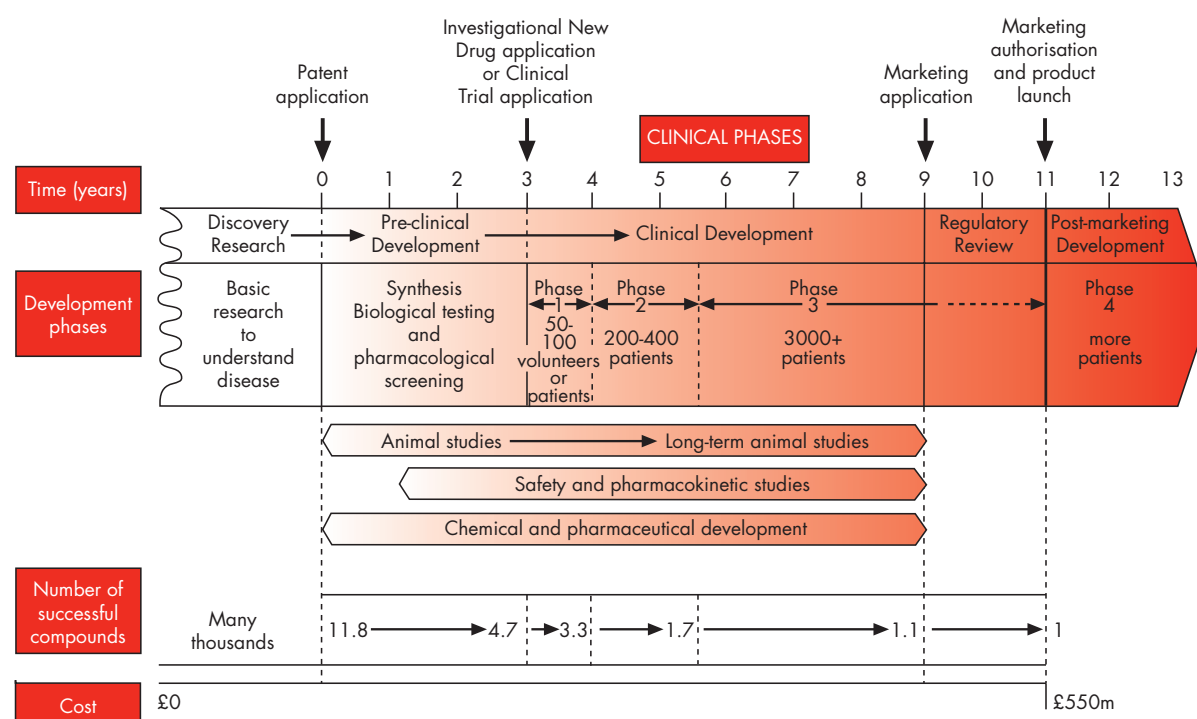 Patent
application
Investigational New
Drug application
or Clinical
Trial application
Marketing
application
Marketing
authorisation
and product
launch
CLINICAL PHASES
Time (years)
0 1 2 3 4 5 6 7 8 9 10 11 12 13
Discovery
Research
Pre-clinical
Development
Clinical Development
Regulatory
Review
Post-marketing
Development
Development
phases
Basic
research
to
understand
disease
Synthesis
Biological testing
and
pharmacological
screening
Phase
1
50-
100
volunteers
or
patients
Phase
2
200-400
patients
Phase
3
3000+
patients
Phase
4
more
patients
Animal studies Long-term animal studies
Safety and pharmacokinetic studies
Chemical and pharmaceutical development
Number of
successful
compounds
Many
thousands
11.8 4.7 3.3 1.7 1.1 1
Cost
£0 £550m